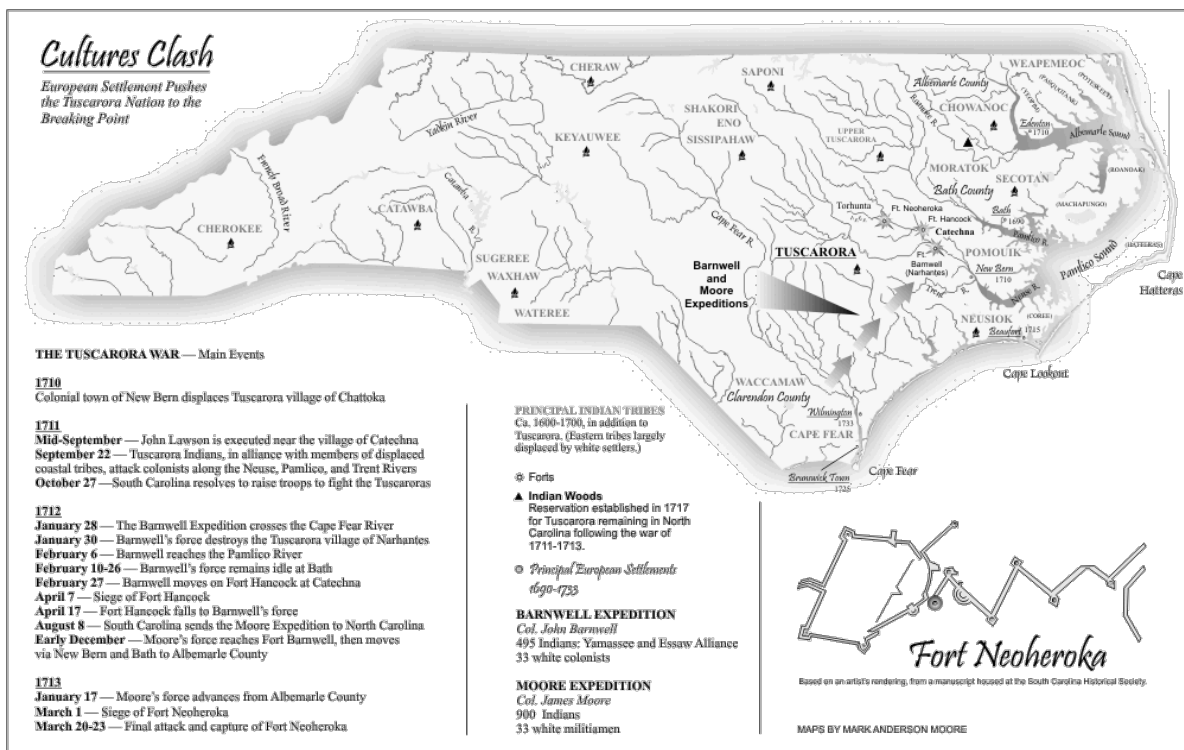 Cultures Clash
European Settlement Pushes
the Tuscarora Nation to the
Breaking Point
CHERAW
SAPONI
WEAPEMEOC
Albemarle County
(YEOPIM)
(PASQUOTANK)
(POTESKEET)
CHOWANOC
Edenton
1710
Albemarle Sound
Roanoke R.
SHAKORI
ENO
SISSIPAHAW
Yadkin River
KEYAUWEE
UPPER
TUSCARORA
MORATOK
SECOTAN
(ROANOAK)
Bath County
French Broad River
Catawba
R.
CATAWBA
CHEROKEE
Torhunta
Ft. Neoheroka
Ft. Hancock
Catechna
Bath
1690
(MACHAPUNGO)
Pamlico R.
Cape Fear R.
Ft.
Barnwell
(Narhantes)
POMOUIK
(HATTERAS)
Pamlico Sound
TUSCARORA
SUGEREE
WAXHAW
WATEREE
Barnwell
and
Moore
Expeditions
New Bern
1710
Trent
R.
Neuse R.
Cape
Hatteras
(COREE)
NEUSIOK
Beaufort
1715
Cape Lookout
WACCAMAW
Clarendon County
Wilmington
1733
CAPE FEAR
Cape Fear
Brunswick Town
1725
THE TUSCARORA WAR — Main Events
1710
Colonial town of New Bern displaces Tuscarora village of Chattoka
1711
Mid-September — John Lawson is executed near the village of Catechna
September 22 — Tuscarora Indians, in alliance with members of displaced
coastal tribes, attack colonists along the Neuse, Pamlico, and Trent Rivers
October 27 — South Carolina resolves to raise troops to fight the Tuscaroras
1712
January 28 — The Barnwell Expedition crosses the Cape Fear River
January 30 — Barnwell's force destroys the Tuscarora village of Narhantes
February 6 — Barnwell reaches the Pamlico River
February 10-26 — Barnwell's force remains idle at Bath
February 27 — Barnwell moves on Fort Hancock at Catechna
April 7 — Siege of Fort Hancock
April 17 — Fort Hancock falls to Barnwell's force
August 8 — South Carolina sends the Moore Expedition to North Carolina
Early December — Moore's force reaches Fort Barnwell, then moves
via New Bern and Bath to Albemarle County
1713
January 17 — Moore's force advances from Albemarle County
March 1 — Siege of Fort Neoheroka
March 20-23 — Final attack and capture of Fort Neoheroka
PRINCIPAL INDIAN TRIBES
Ca. 1600-1700, in addition to
Tuscarora. (Eastern tribes largely
displaced by white settlers.)
Forts
Indian Woods
Reservation established in 1717
for Tuscarora remaining in North
Carolina following the war of
1711-1713.
Principal European Settlements
1690-1733
BARNWELL EXPEDITION
Col. John Barnwell
495 Indians: Yamassee and Essaw Alliance
33 white colonists
MOORE EXPEDITION
Col. James Moore
900 Indians
33 white militiamen
Fort Neoheroka
Based on an artist's rendering, from a manuscript housed at the South Carolina Historical Society.
MAPS BY MARK ANDERSON MOORE